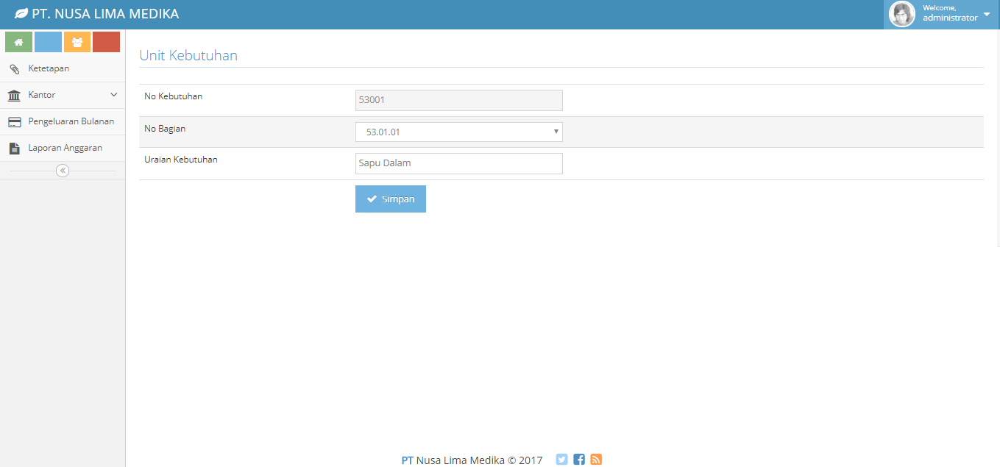 PT. NUSA LIMA MEDIKA
Welcome,
administrator
Ketetapan
Kantor
Pengeluaran Bulanan
Laporan Anggaran
Unit Kebutuhan
No Kebutuhan
53001
No Bagian
53.01.01
Uraian Kebutuhan
Sapu Dalam
Simpan
PT Nusa Lima Medika © 2017